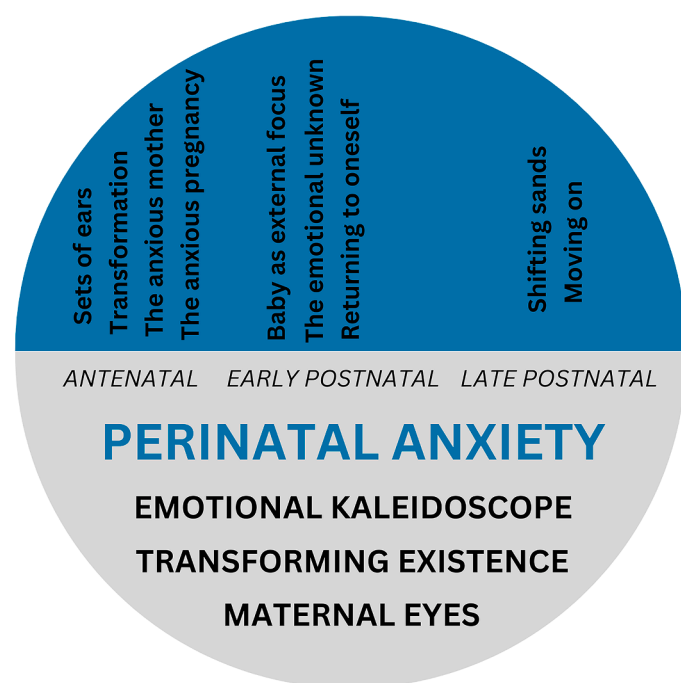 Sets of ears
Transformation
The anxious mother
The anxious pregnancy
Baby as external focus
The emotional unknown
Returning to oneself
Shifting sands
Moving on
ANTENATAL
EARLY POSTNATAL
LATE POSTNATAL
PERINATAL ANXIETY
EMOTIONAL KALEIDOSCOPE
TRANSFORMING EXISTENCE
MATERNAL EYES